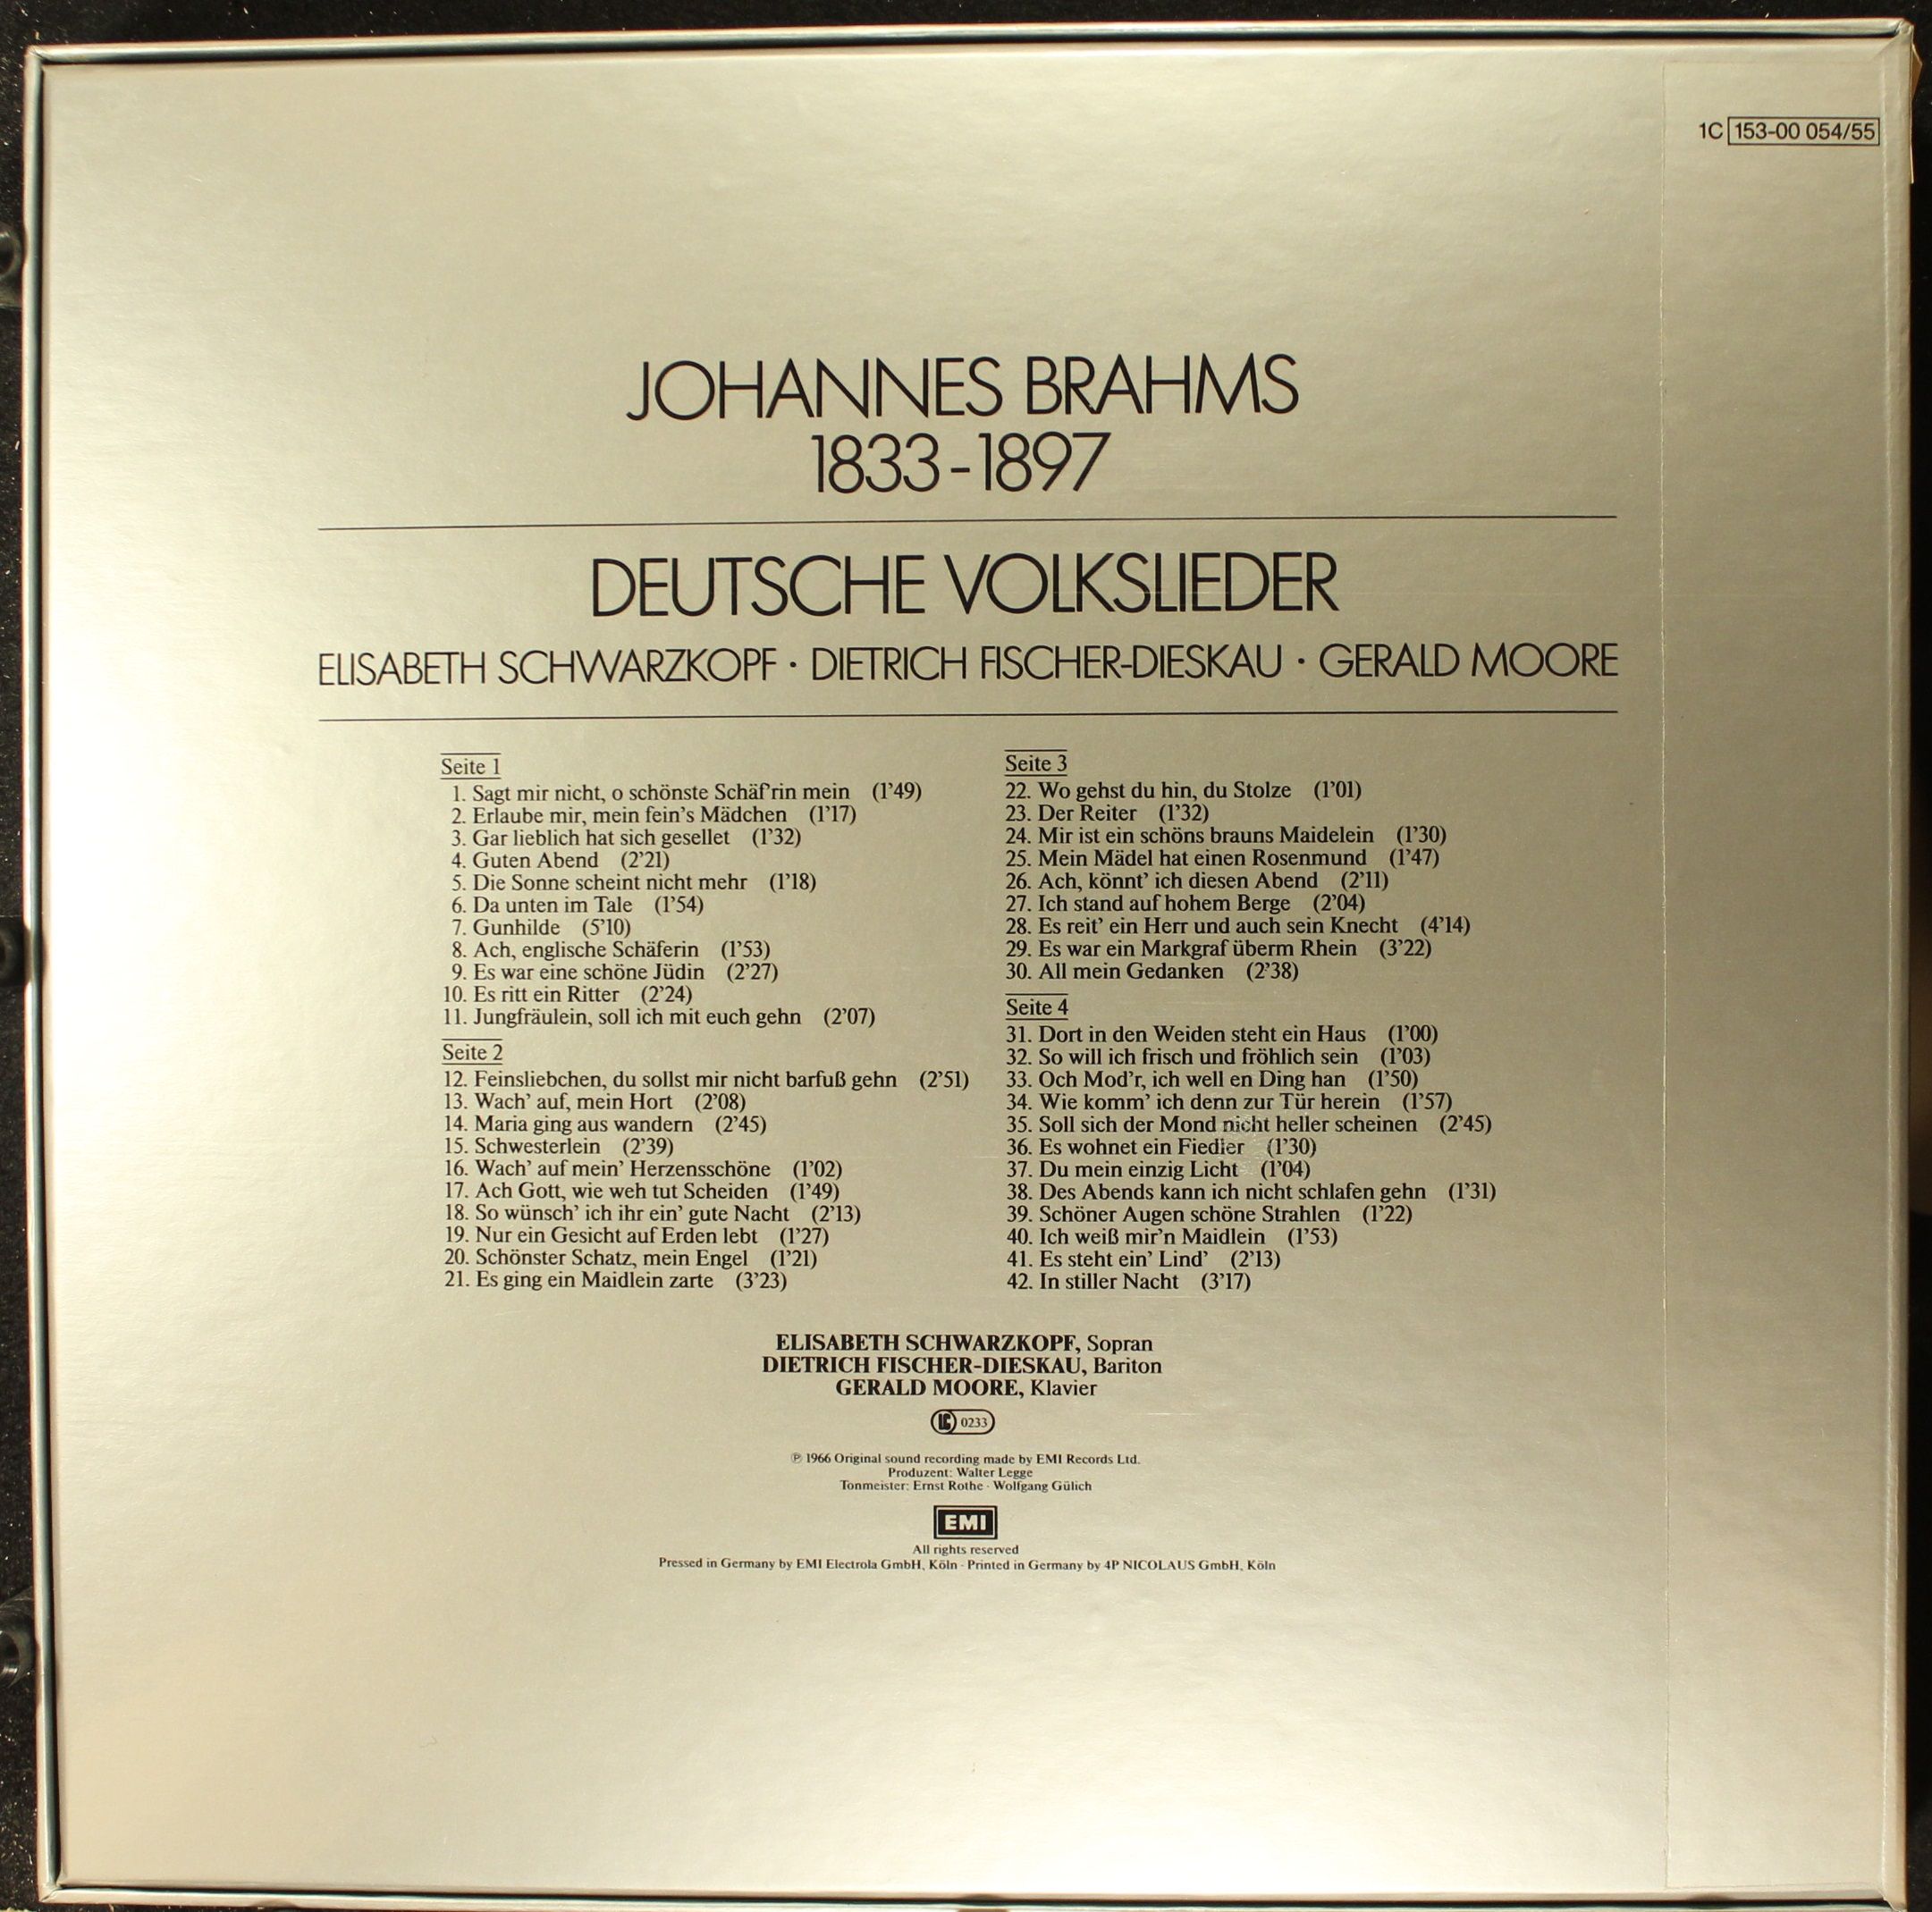 1C 153-00 054/55
JOHANNES BRAHMS
1833-1897
DEUTSCHE VOLKSLIEDER
ELISABETH SCHWARZKOPF · DIETRICH FISCHER-DIESKAU · GERALD MOORE
Seite 1
1. Sagt mir nicht, o schönste Schäf'rin mein (1'49)
2. Erlaube mir, mein fein's Mädchen (1'17)
3. Gar lieblich hat sich gesellet (1'32)
4. Guten Abend (2'21)
5. Die Sonne scheint nicht mehr (1'18)
6. Da unten im Tale (1'54)
7. Gunhilde (5'10)
8. Ach, englische Schäferin (1'53)
9. Es war eine schöne Jüdin (2'27)
10. Es ritt ein Ritter (2'24)
11. Jungfräulein, soll ich mit euch gehn (2'07)
Seite 2
12. Feinsliebchen, du sollst mir nicht barfuß gehn (2'51)
13. Wach' auf, mein Hort (2'08)
14. Maria ging aus wandern (2'45)
15. Schwesterlein (2'39)
16. Wach' auf mein' Herzensschöne (1'02)
17. Ach Gott, wie weh tut Scheiden (1'49)
18. So wünsch' ich ihr ein' gute Nacht (2'13)
19. Nur ein Gesicht auf Erden lebt (1'27)
20. Schönster Schatz, mein Engel (1'21)
21. Es ging ein Maidlein zarte (3'23)
Seite 3
22. Wo gehst du hin, du Stolze (1'01)
23. Der Reiter (1'32)
24. Mir ist ein schöns brauns Maidelein (1'30)
25. Mein Mädel hat einen Rosenmund (1'47)
26. Ach, könnt' ich diesen Abend (2'11)
27. Ich stand auf hohem Berge (2'04)
28. Es reit' ein Herr und auch sein Knecht (4'14)
29. Es war ein Markgraf überm Rhein (3'22)
30. All mein Gedanken (2'38)
Seite 4
31. Dort in den Weiden steht ein Haus (1'00)
32. So will ich frisch und fröhlich sein (1'03)
33. Och Mod'r, ich well en Ding han (1'50)
34. Wie komm' ich denn zur Tür herein (1'57)
35. Soll sich der Mond nicht heller scheinen (2'45)
36. Es wohnet ein Fiedler (1'30)
37. Du mein einzig Licht (1'04)
38. Des Abends kann ich nicht schlafen gehn (1'31)
39. Schöner Augen schöne Strahlen (1'22)
40. Ich weiß mir'n Maidlein (1'53)
41. Es steht ein' Lind' (2'13)
42. In stiller Nacht (3'17)
ELISABETH SCHWARZKOPF, Sopran
DIETRICH FISCHER-DIESKAU, Bariton
GERALD MOORE, Klavier
LC 0233
℗ 1966 Original sound recording made by EMI Records Ltd.
Produzent: Walter Legge
Tonmeister: Ernst Rothe · Wolfgang Gülich
EMI
All rights reserved
Pressed in Germany by EMI Electrola GmbH, Köln · Printed in Germany by 4P NICOLAUS GmbH, Köln